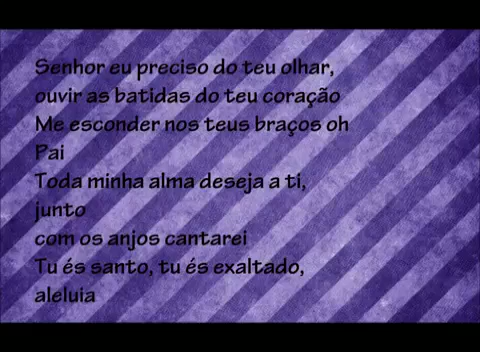 Senhor eu preciso do teu olhar,
ouvir as batidas do teu coração
Me esconder nos teus braços oh
Pai
Toda minha alma deseja a ti,
junto
com os anjos cantarei
Tu és santo, tu és exaltado,
aleluia